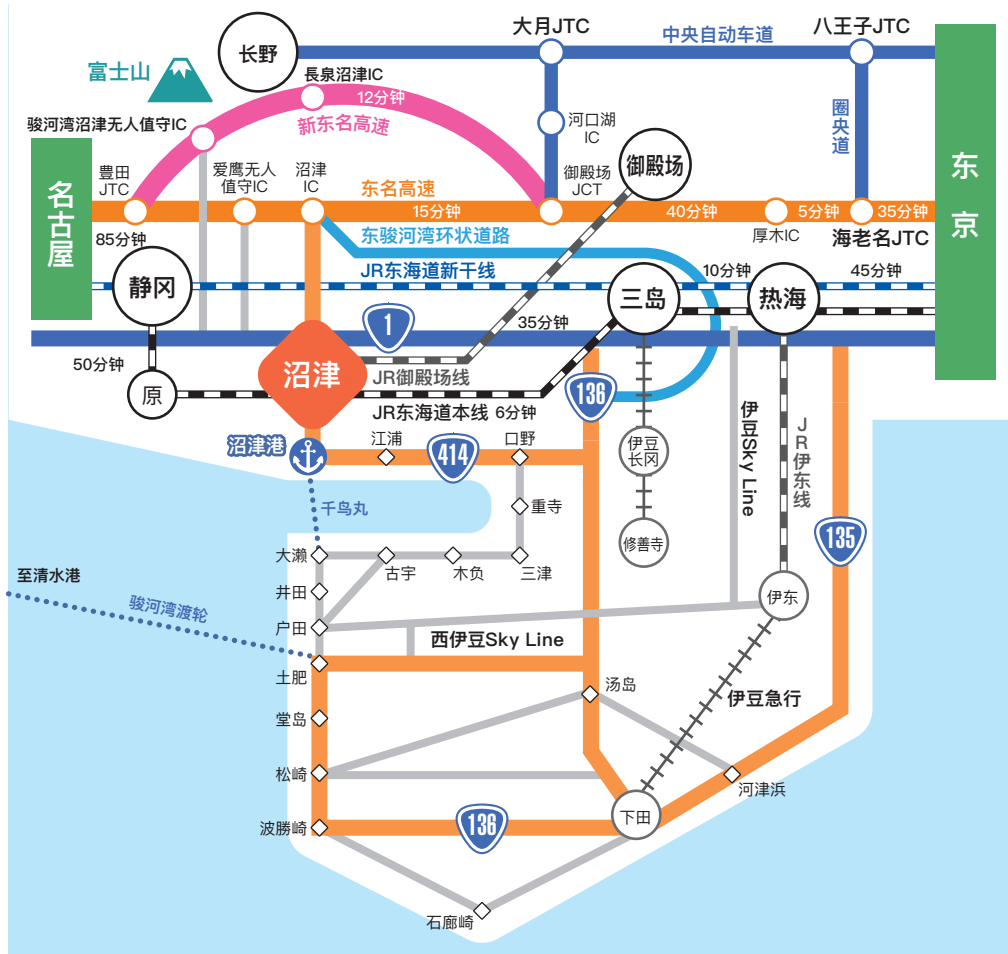 大月JTC
八王子JTC
中央自动车道
长野
富士山
長泉沼津IC
12分钟
新东名高速
骏河湾沼津无人值守IC
河口湖
IC
圈央道
名古屋
东京
豊田
JTC
爱鹰无人
值守IC
沼津
IC
御殿场
JCT
御殿场
东名高速
15分钟
40分钟
5分钟
35分钟
厚木IC
海老名JTC
85分钟
东骏河湾环状道路
JR东海道新干线
静冈
三岛
10分钟
热海
45分钟
1
35分钟
50分钟
沼津
JR御殿场线
原
JR东海道本线 6分钟
136
沼津港
江浦
414
口野
伊豆
长冈
伊豆Sky Line
JR伊东线
千鸟丸
重寺
修善寺
135
大濑
古宇
木负
三津
至清水港
井田
骏河湾渡轮
户田
伊东
西伊豆Sky Line
土肥
汤岛
伊豆急行
堂岛
松崎
河津浜
下田
波勝崎
136
石廊崎